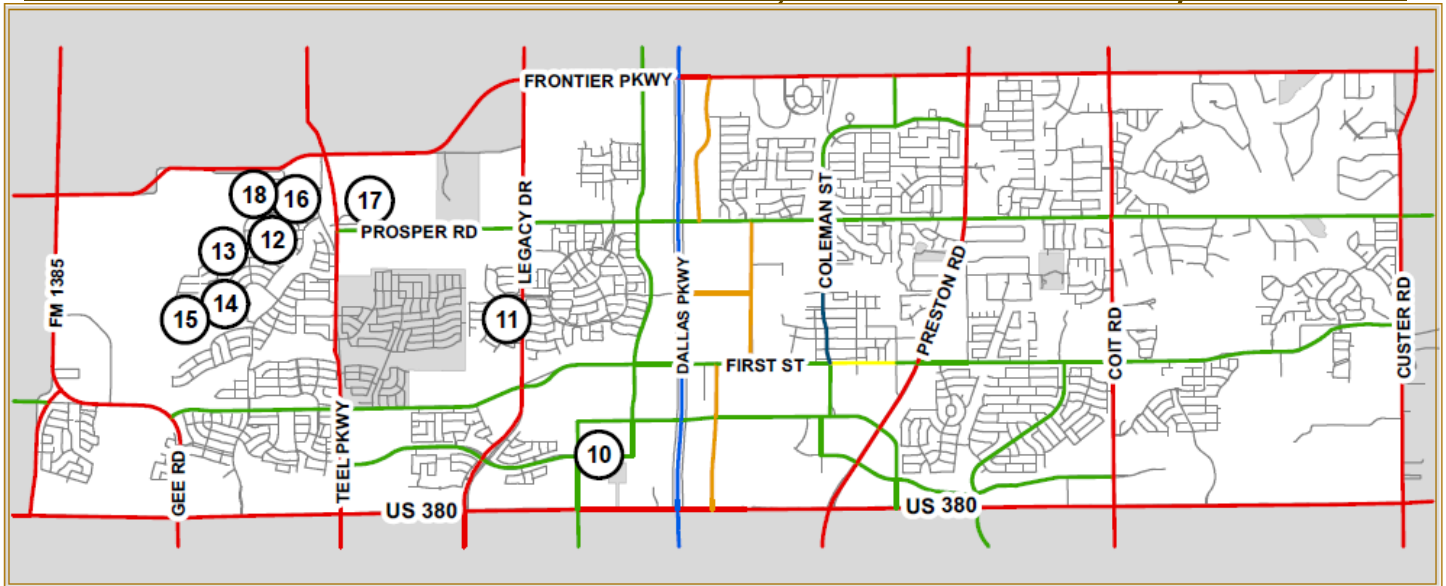 FRONTIER PKWY
18
16
17
LEGACY DR
COLEMAN ST
PROSPER RD
12
13
PRESTON RD
FM 1385
14
15
11
DALLAS PKWY
COIT RD
CUSTER RD
FIRST ST
TEEL PKWY
10
GEE RD
US 380
US 380